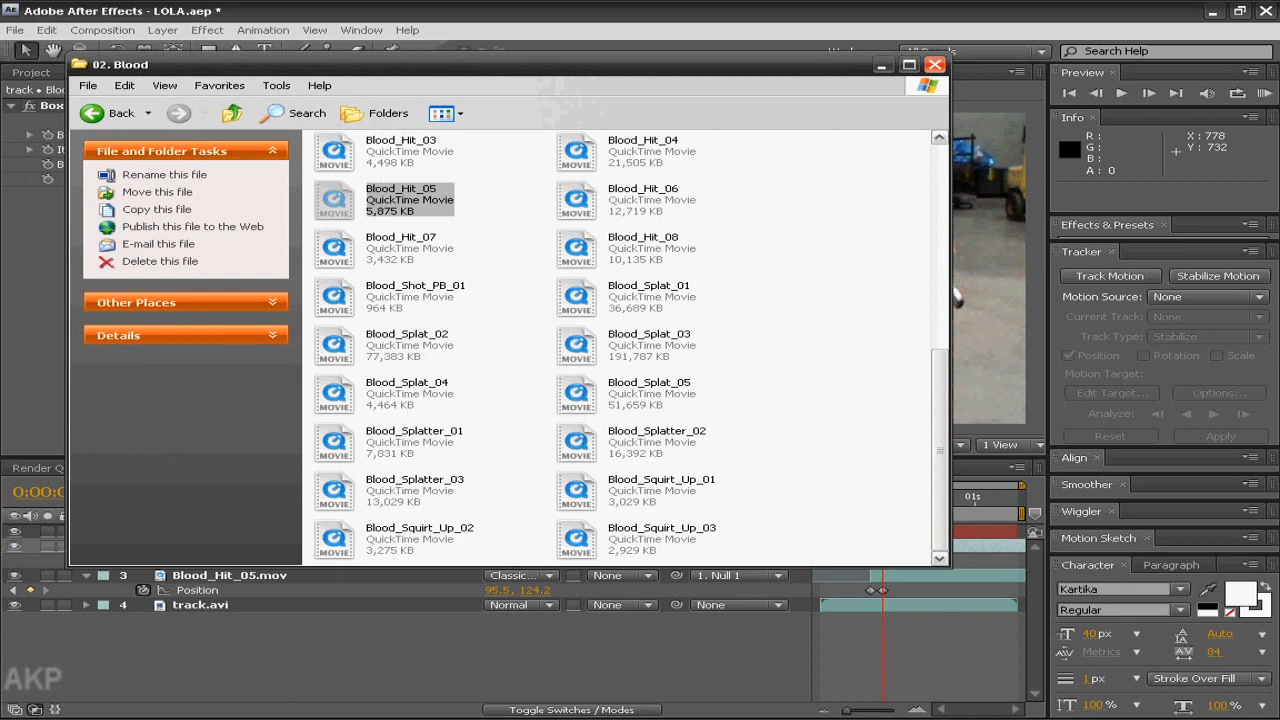 Adobe After Effects - LOLA.aep *
File Edit Composition Layer Effect Animation View Window Help
Search Help
02. Blood
Project
track • Bloo
Box
File Edit View Favorites Tools Help
Back Search Folders
File and Folder Tasks
Rename this file
Move this file
Copy this file
Publish this file to the Web
E-mail this file
Delete this file
Other Places
Details
Blood_Hit_03
QuickTime Movie
4,498 KB
Blood_Hit_04
QuickTime Movie
21,505 KB
Blood_Hit_05
QuickTime Movie
5,875 KB
Blood_Hit_06
QuickTime Movie
12,719 KB
Blood_Hit_07
QuickTime Movie
3,432 KB
Blood_Hit_08
QuickTime Movie
10,135 KB
Blood_Shot_PB_01
QuickTime Movie
964 KB
Blood_Splat_01
QuickTime Movie
36,689 KB
Blood_Splat_02
QuickTime Movie
77,383 KB
Blood_Splat_03
QuickTime Movie
191,787 KB
Blood_Splat_04
QuickTime Movie
4,464 KB
Blood_Splat_05
QuickTime Movie
51,659 KB
Blood_Splatter_01
QuickTime Movie
7,831 KB
Blood_Splatter_02
QuickTime Movie
16,392 KB
Blood_Splatter_03
QuickTime Movie
13,029 KB
Blood_Squirt_Up_01
QuickTime Movie
3,029 KB
Blood_Squirt_Up_02
QuickTime Movie
3,275 KB
Blood_Squirt_Up_03
QuickTime Movie
2,929 KB
Preview
Info
R : X : 778
G : Y : 732
B :
A : 0
Effects & Presets
Tracker
Track Motion Stabilize Motion
Motion Source: None
Current Track: None
Track Type: Stabilize
Position Rotation Scale
Motion Target:
Edit Target... Options...
Analyze:
Reset Apply
1 View
Align
Smoother
Wiggler
Motion Sketch
Character Paragraph
Kartika
Regular
40 px Auto
Metrics 84
1 px Stroke Over Fill
100 % 100 %
Render Q
0:00:0
01s
3 Blood_Hit_05.mov Classic... None 1. Null 1
Position 95.5, 124.2
4 track.avi Normal None None
AKP
Toggle Switches / Modes